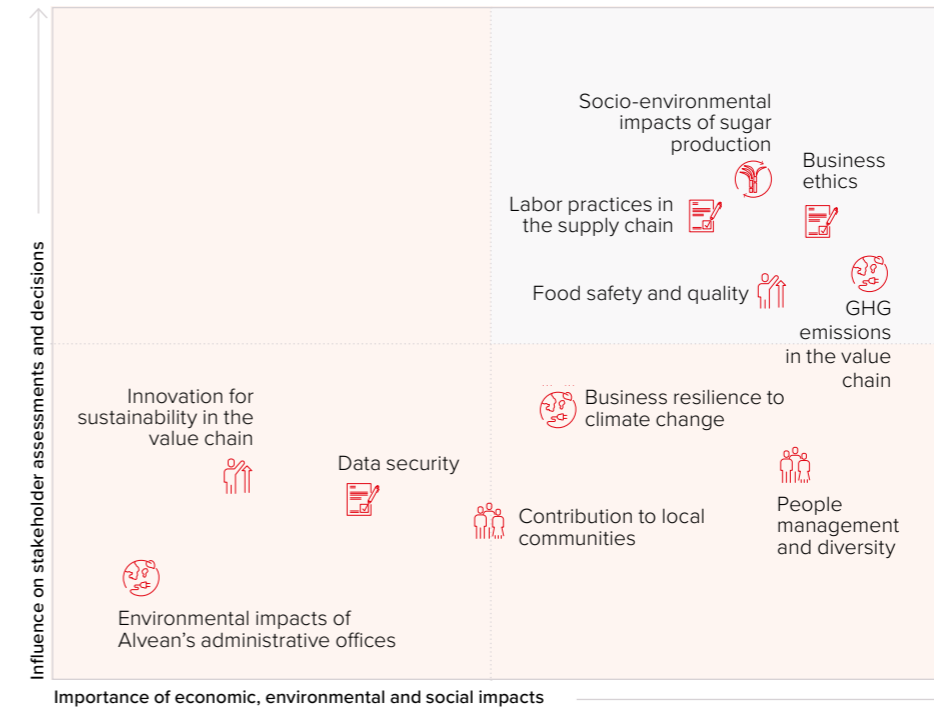 Influence on stakeholder assessments and decisions
Socio-environmental
impacts of sugar
production
Business
ethics
Labor practices in
the supply chain
Food safety and quality
GHG
emissions
in the value
chain
Innovation for
sustainability in the
value chain
Business resilience to
climate change
Data security
People
management
and diversity
Contribution to local
communities
Environmental impacts of
Alvean’s administrative offices
Importance of economic, environmental and social impacts